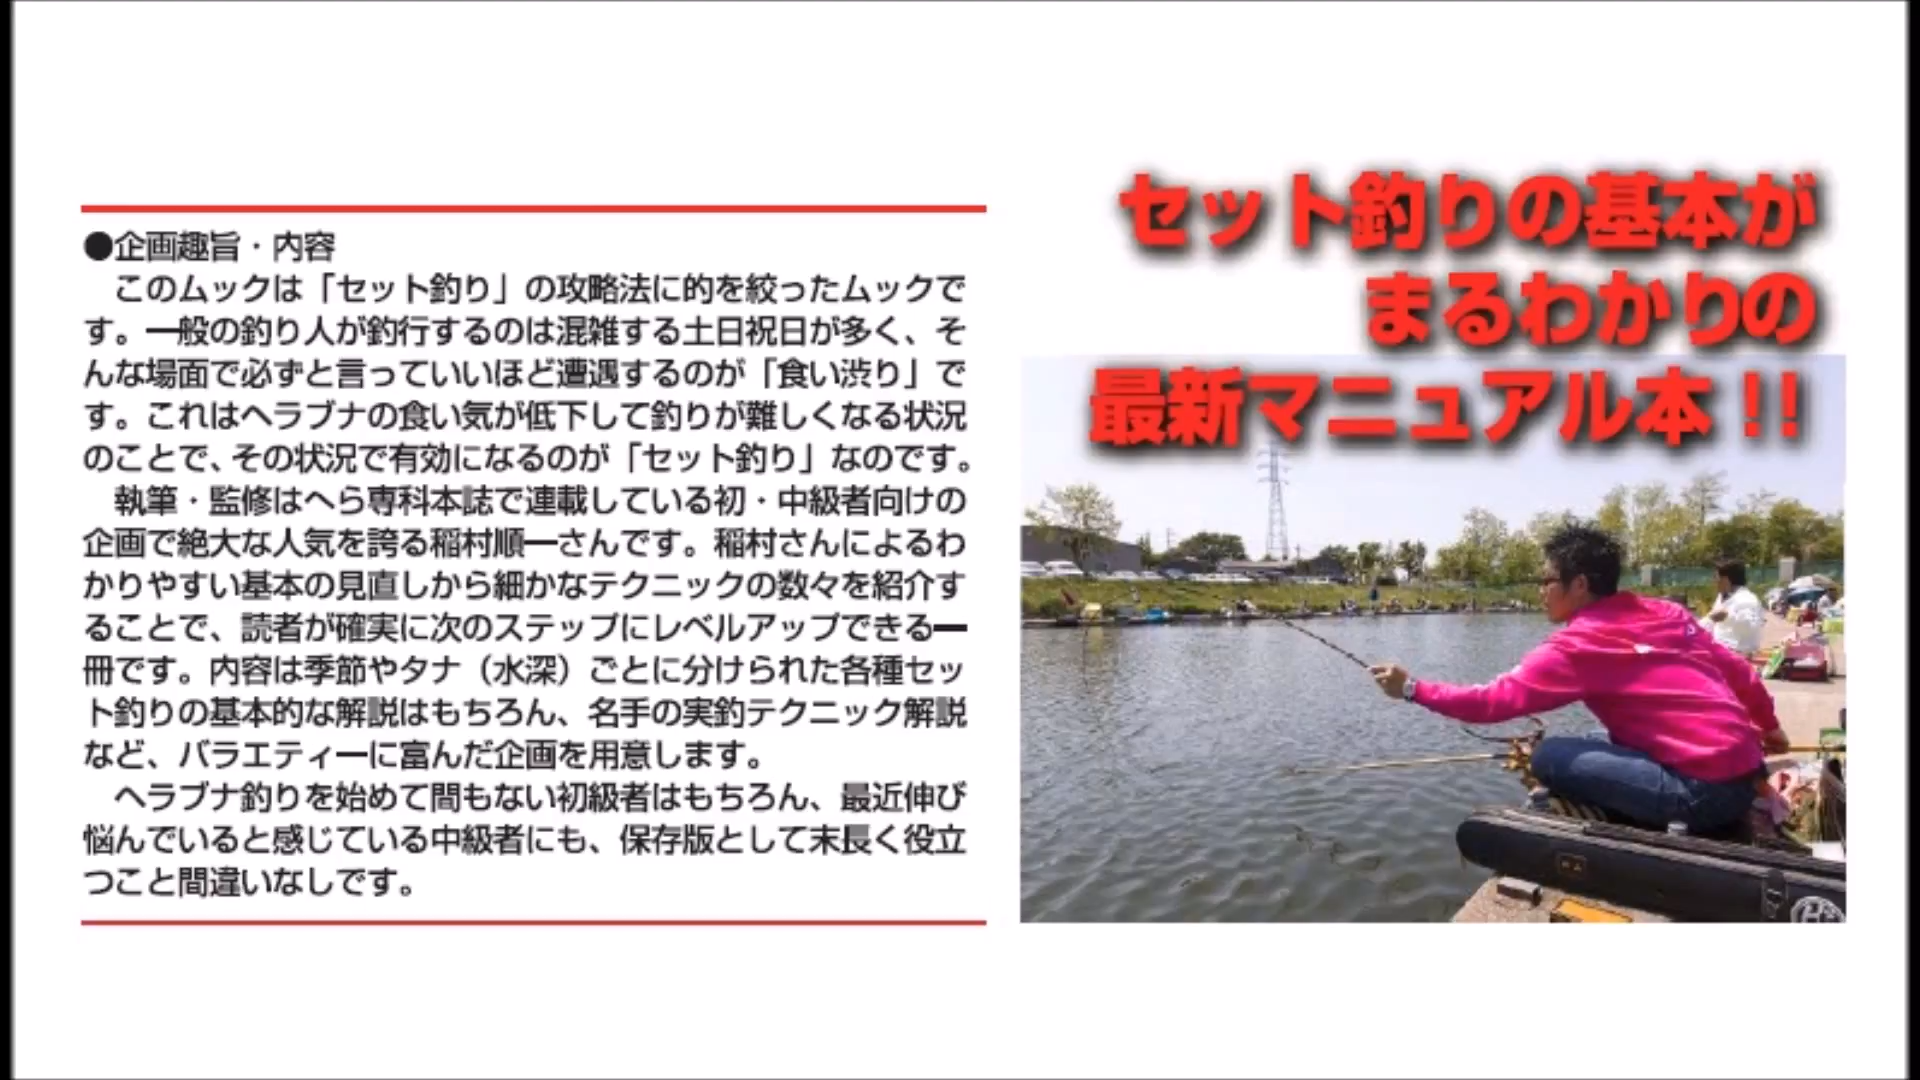 ●企画趣旨・内容
　このムックは「セット釣り」の攻略法に的を絞ったムックで
す。一般の釣り人が釣行するのは混雑する土日祝日が多く、そ
んな場面で必ずと言っていいほど遭遇するのが「食い渋り」で
す。これはヘラブナの食い気が低下して釣りが難しくなる状況
のことで、その状況で有効になるのが「セット釣り」なのです。
　執筆・監修はへら専科本誌で連載している初・中級者向けの
企画で絶大な人気を誇る稲村順一さんです。稲村さんによるわ
かりやすい基本の見直しから細かなテクニックの数々を紹介す
ることで、読者が確実に次のステップにレベルアップできる一
冊です。内容は季節やタナ（水深）ごとに分けられた各種セッ
ト釣りの基本的な解説はもちろん、名手の実釣テクニック解説
など、バラエティーに富んだ企画を用意します。
　ヘラブナ釣りを始めて間もない初級者はもちろん、最近伸び
悩んでいると感じている中級者にも、保存版として末長く役立
つこと間違いなしです。
セット釣りの基本が
まるわかりの
最新マニュアル本 !!